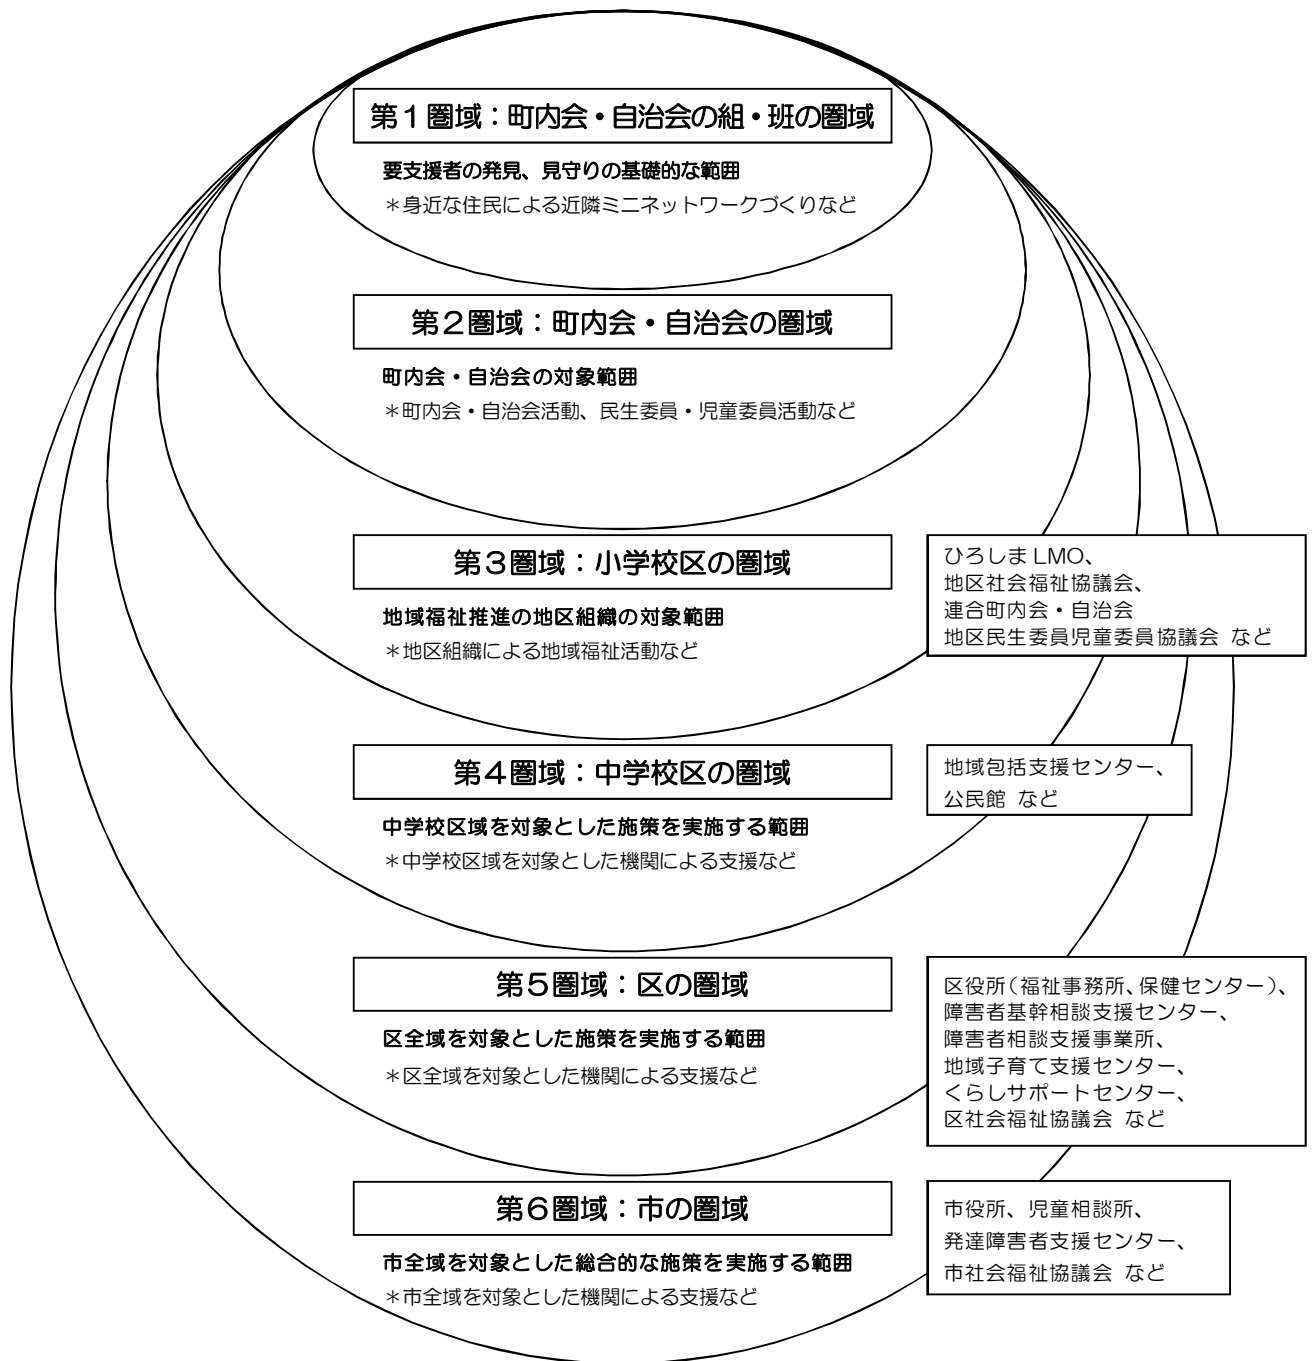 第1圏域：町内会・自治会の組・班の圏域
要支援者の発見、見守りの基礎的な範囲
＊身近な住民による近隣ミニネットワークづくりなど
第2圏域：町内会・自治会の圏域
町内会・自治会の対象範囲
＊町内会・自治会活動、民生委員・児童委員活動など
第3圏域：小学校区の圏域
地域福祉推進の地区組織の対象範囲
＊地区組織による地域福祉活動など
ひろしま LMO、
地区社会福祉協議会、
連合町内会・自治会
地区民生委員児童委員協議会 など
第4圏域：中学校区の圏域
中学校区域を対象とした施策を実施する範囲
＊中学校区域を対象とした機関による支援など
地域包括支援センター、
公民館 など
第5圏域：区の圏域
区全域を対象とした施策を実施する範囲
＊区全域を対象とした機関による支援など
区役所（福祉事務所、保健センター）、
障害者基幹相談支援センター、
障害者相談支援事業所、
地域子育て支援センター、
くらしサポートセンター、
区社会福祉協議会 など
第6圏域：市の圏域
市全域を対象とした総合的な施策を実施する範囲
＊市全域を対象とした機関による支援など
市役所、児童相談所、
発達障害者支援センター、
市社会福祉協議会 など